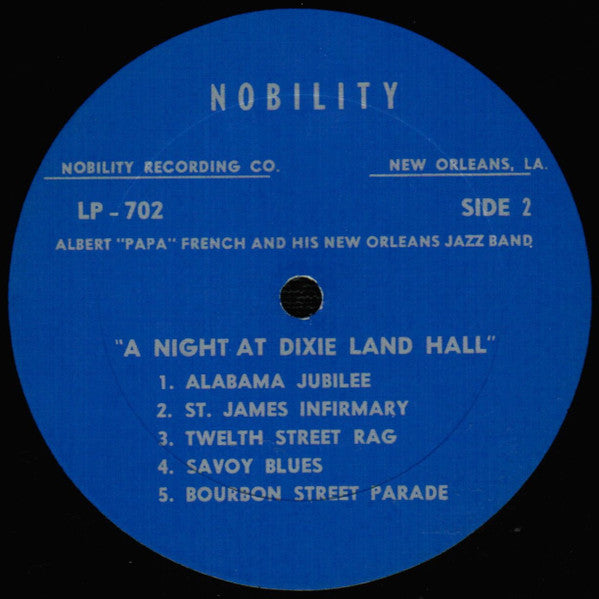 NOBILITY
NOBILITY RECORDING CO. NEW ORLEANS, LA.
LP - 702 SIDE 2
ALBERT "PAPA" FRENCH AND HIS NEW ORLEANS JAZZ BAND
"A NIGHT AT DIXIE LAND HALL"
1. ALABAMA JUBILEE
2. ST. JAMES INFIRMARY
3. TWELTH STREET RAG
4. SAVOY BLUES
5. BOURBON STREET PARADE